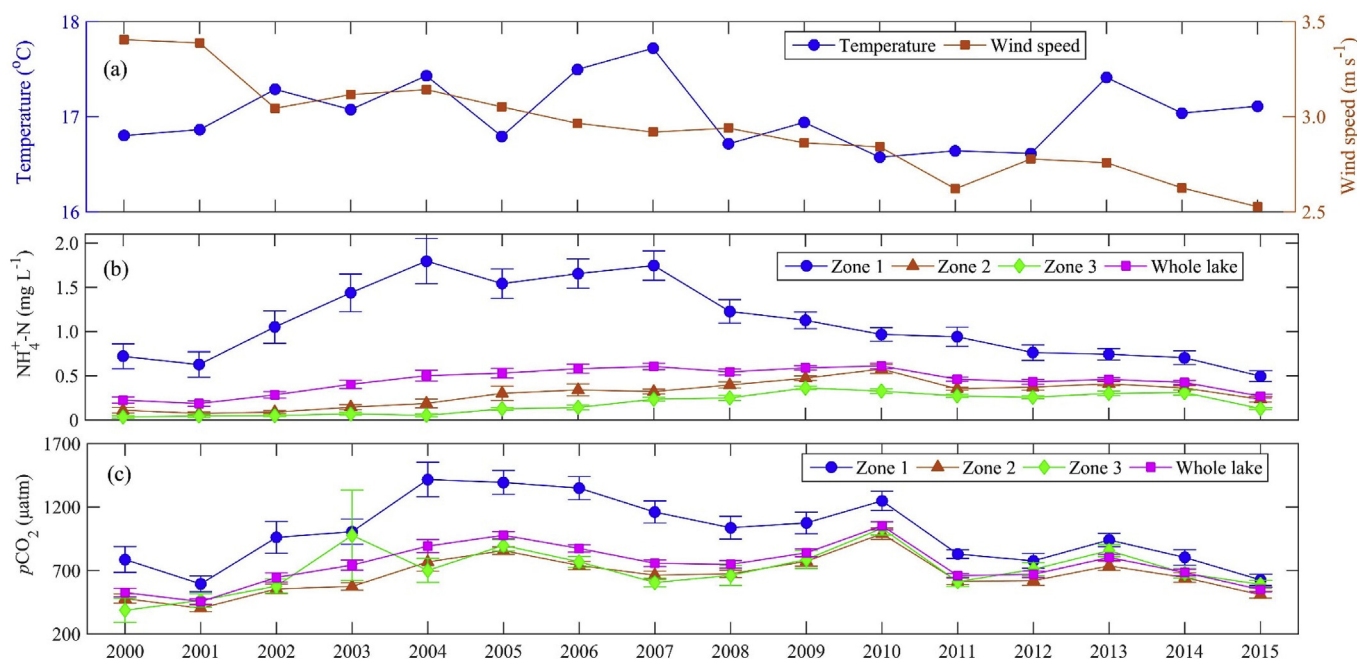 18
17
16
Temperature (°C)
(a)
Temperature
Wind speed
3.5
3.0
2.5
Wind speed (m s⁻¹)
2.0
1.5
1.0
0.5
0
NH₄⁺-N (mg L⁻¹)
(b)
Zone 1
Zone 2
Zone 3
Whole lake
1700
1200
700
200
pCO₂ (µatm)
(c)
Zone 1
Zone 2
Zone 3
Whole lake
2000 2001 2002 2003 2004 2005 2006 2007 2008 2009 2010 2011 2012 2013 2014 2015